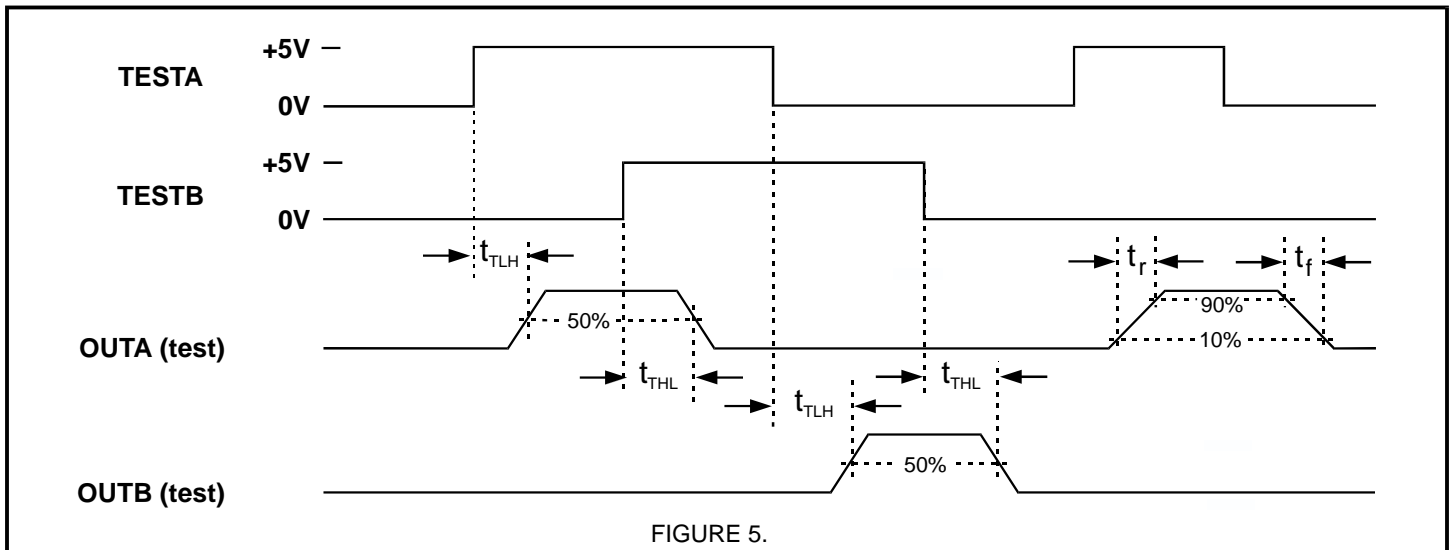 +5V
TESTA
0V
+5V
TESTB
0V
tTLH
tr
tf
50%
90%
10%
OUTA (test)
tTHL
tTLH
tTHL
50%
OUTB (test)
FIGURE 5.